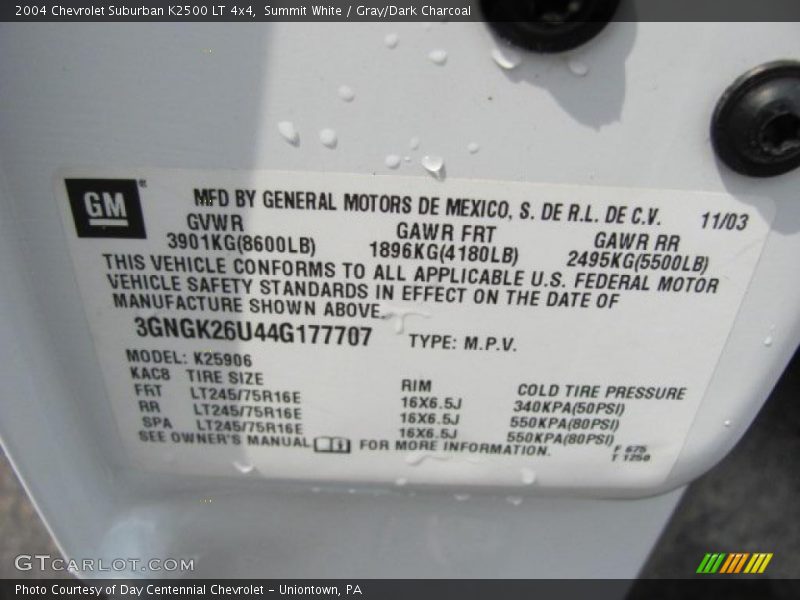 2004 Chevrolet Suburban K2500 LT 4x4, Summit White / Gray/Dark Charcoal
GM®
MFD BY GENERAL MOTORS DE MEXICO, S. DE R.L. DE C.V. 11/03
GVWR GAWR FRT GAWR RR
3901KG(8600LB) 1896KG(4180LB) 2495KG(5500LB)
THIS VEHICLE CONFORMS TO ALL APPLICABLE U.S. FEDERAL MOTOR
VEHICLE SAFETY STANDARDS IN EFFECT ON THE DATE OF
MANUFACTURE SHOWN ABOVE.
3GNGK26U44G177707 TYPE: M.P.V.
MODEL: K25906
KAC8 TIRE SIZE RIM COLD TIRE PRESSURE
FRT LT245/75R16E 16X6.5J 340KPA(50PSI)
RR LT245/75R16E 16X6.5J 550KPA(80PSI)
SPA LT245/75R16E 16X6.5J 550KPA(80PSI)
SEE OWNER'S MANUAL FOR MORE INFORMATION.
F 675
T 1250
GTCARLOT.COM
Photo Courtesy of Day Centennial Chevrolet - Uniontown, PA